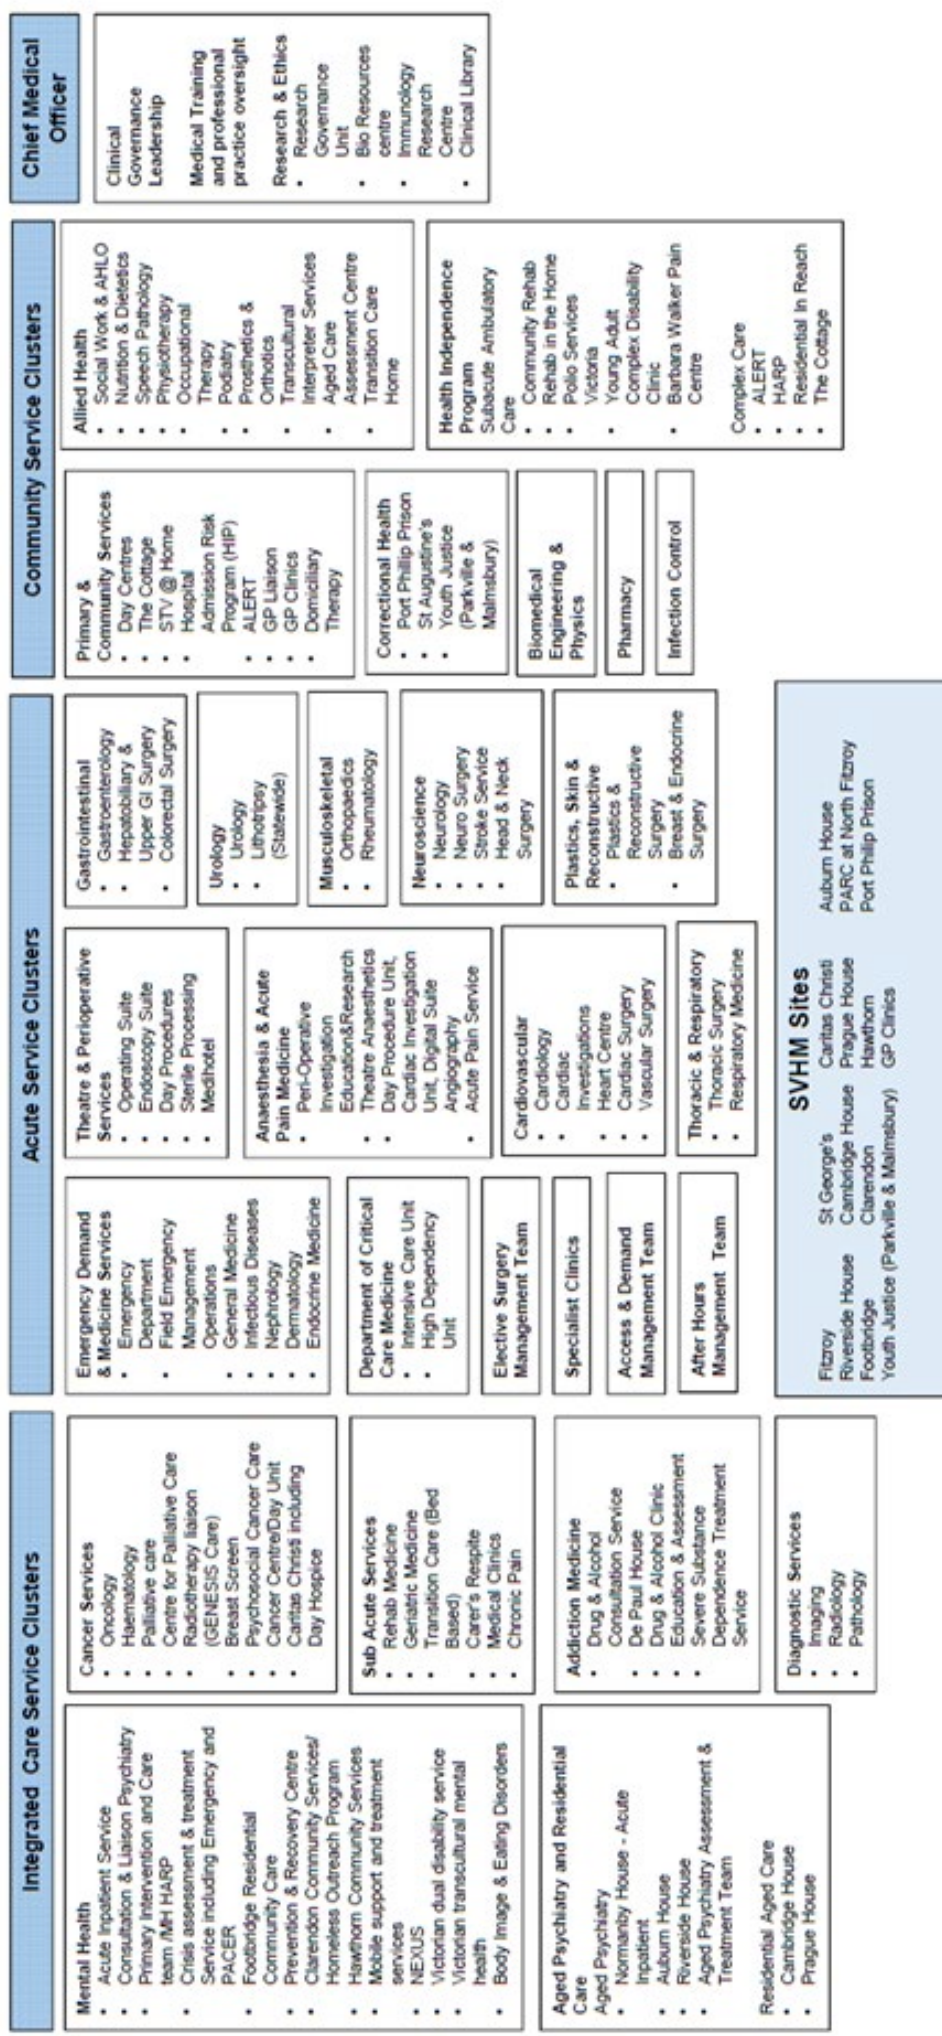 Integrated Care Service Clusters
Mental Health
• Acute Inpatient Service
• Consultation & Liaison Psychiatry
• Primary Intervention and Care
team /MH HARP
• Crisis assessment & treatment
Service including Emergency and
PACER
• Footbridge Residential
Community Care
• Prevention & Recovery Centre
• Clarendon Community Services/
Homeless Outreach Program
• Hawthorn Community Services
• Mobile support and treatment
services
• NEXUS
• Victorian dual disability service
• Victorian transcultural mental
health
• Body Image & Eating Disorders
Aged Psychiatry and Residential
Care
Aged Psychiatry
• Normanby House - Acute
Inpatient
• Auburn House
• Riverside House
• Aged Psychiatry Assessment &
Treatment Team
Residential Aged Care
• Cambridge House
• Prague House
Cancer Services
• Oncology
• Haematology
• Palliative care
• Centre for Palliative Care
• Radiotherapy liaison
(GENESIS Care)
• Breast Screen
• Psychosocial Cancer Care
• Cancer Centre/Day Unit
• Caritas Christi including
Day Hospice
Sub Acute Services
• Rehab Medicine
• Geriatric Medicine
• Transition Care (Bed
Based)
• Carer's Respite
• Medical Clinics
• Chronic Pain
Addiction Medicine
• Drug & Alcohol
Consultation Service
• De Paul House
• Drug & Alcohol Clinic
• Education & Assessment
• Severe Substance
Dependence Treatment
Service
Diagnostic Services
• Imaging
• Radiology
• Pathology
Acute Service Clusters
Emergency Demand
& Medicine Services
• Emergency
Department
• Field Emergency
Management
Operations
• General Medicine
• Infectious Diseases
• Nephrology
• Dermatology
• Endocrine Medicine
Department of Critical
Care Medicine
• Intensive Care Unit
• High Dependency
Unit
Elective Surgery
Management Team
Specialist Clinics
Access & Demand
Management Team
After Hours
Management Team
Theatre & Perioperative
Services
• Operating Suite
• Endoscopy Suite
• Day Procedures
• Sterile Processing
• Medihotel
Anaesthesia & Acute
Pain Medicine
• Peri-Operative
Investigation
Education&Research
• Theatre Anaesthetics
• Day Procedure Unit,
Cardiac Investigation
Unit, Digital Suite
Angiography
• Acute Pain Service
Cardiovascular
• Cardiology
• Cardiac
Investigations
• Heart Centre
• Cardiac Surgery
• Vascular Surgery
Thoracic & Respiratory
• Thoracic Surgery
• Respiratory Medicine
Gastrointestinal
• Gastroenterology
• Hepatobiliary &
Upper GI Surgery
• Colorectal Surgery
Urology
• Urology
• Lithotripsy
(Statewide)
Musculoskeletal
• Orthopaedics
• Rheumatology
Neuroscience
• Neurology
• Neuro Surgery
• Stroke Service
• Head & Neck
Surgery
Plastics, Skin &
Reconstructive
• Plastics &
Reconstructive
Surgery
• Breast & Endocrine
Surgery
Community Service Clusters
Primary &
Community Services
• Day Centres
• The Cottage
• STV @ Home
• Hospital
Admission Risk
Program (HIP)
• ALERT
• GP Liaison
• GP Clinics
• Domiciliary
Therapy
Correctional Health
• Port Phillip Prison
• St Augustine's
• Youth Justice
(Parkville &
Malmsbury)
Biomedical
Engineering &
Physics
Pharmacy
Infection Control
Allied Health
• Social Work & AHLO
• Nutrition & Dietetics
• Speech Pathology
• Physiotherapy
• Occupational
Therapy
• Podiatry
• Prosthetics &
Orthotics
• Transcultural
Interpreter Services
• Aged Care
Assessment Centre
• Transition Care
Home
Health Independence
Program
Subacute Ambulatory
Care
• Community Rehab
• Rehab in the Home
• Polio Services
Victoria
• Young Adult
Complex Disability
Clinic
• Barbara Walker Pain
Centre
Complex Care
• ALERT
• HARP
• Residential In Reach
• The Cottage
Chief Medical
Officer
Clinical
Governance
Leadership
Medical Training
and professional
practice oversight
Research & Ethics
• Research
Governance
Unit
• Bio Resources
centre
• Immunology
Research
Centre
• Clinical Library
SVHM Sites
Fitzroy St George's Caritas Christi Auburn House
Riverside House Cambridge House Prague House PARC at North Fitzroy
Footbridge Clarendon Hawthorn Port Philip Prison
Youth Justice (Parkville & Malmsbury) GP Clinics